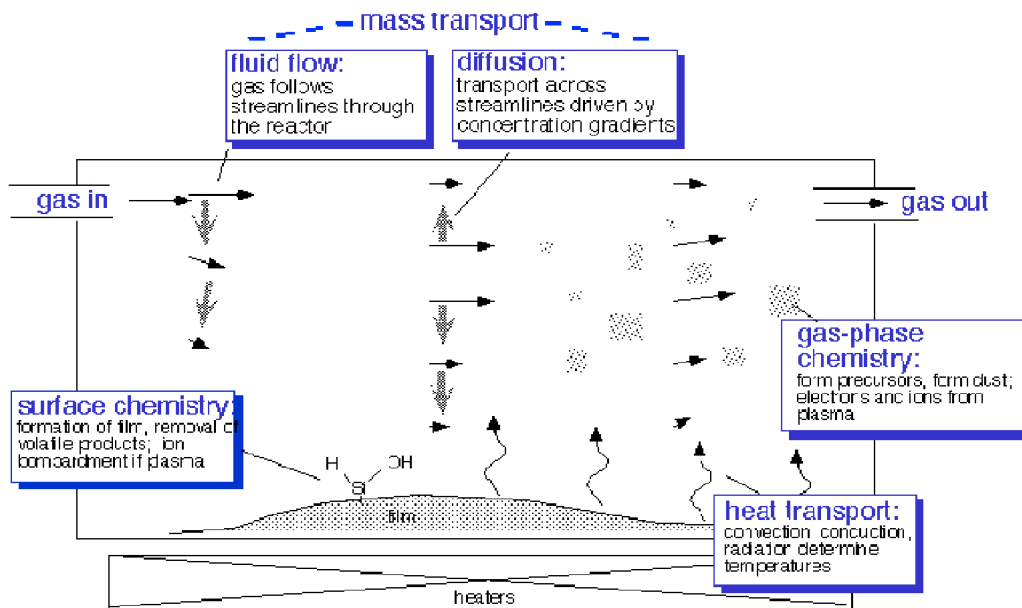 mass transport
fluid flow:
gas follows
streamlines through
the reactor
diffusion:
transport across
streamlines driven by
concentration gradients
gas in
gas out
gas-phase
chemistry:
form precursors, form dust;
electrons and ions from
plasma
surface chemistry:
formation of film, removal of
volatile products; ion
bombardment if plasma
H
OH
Si
film
heat transport:
convection, conduction,
radiation determine
temperatures
heaters